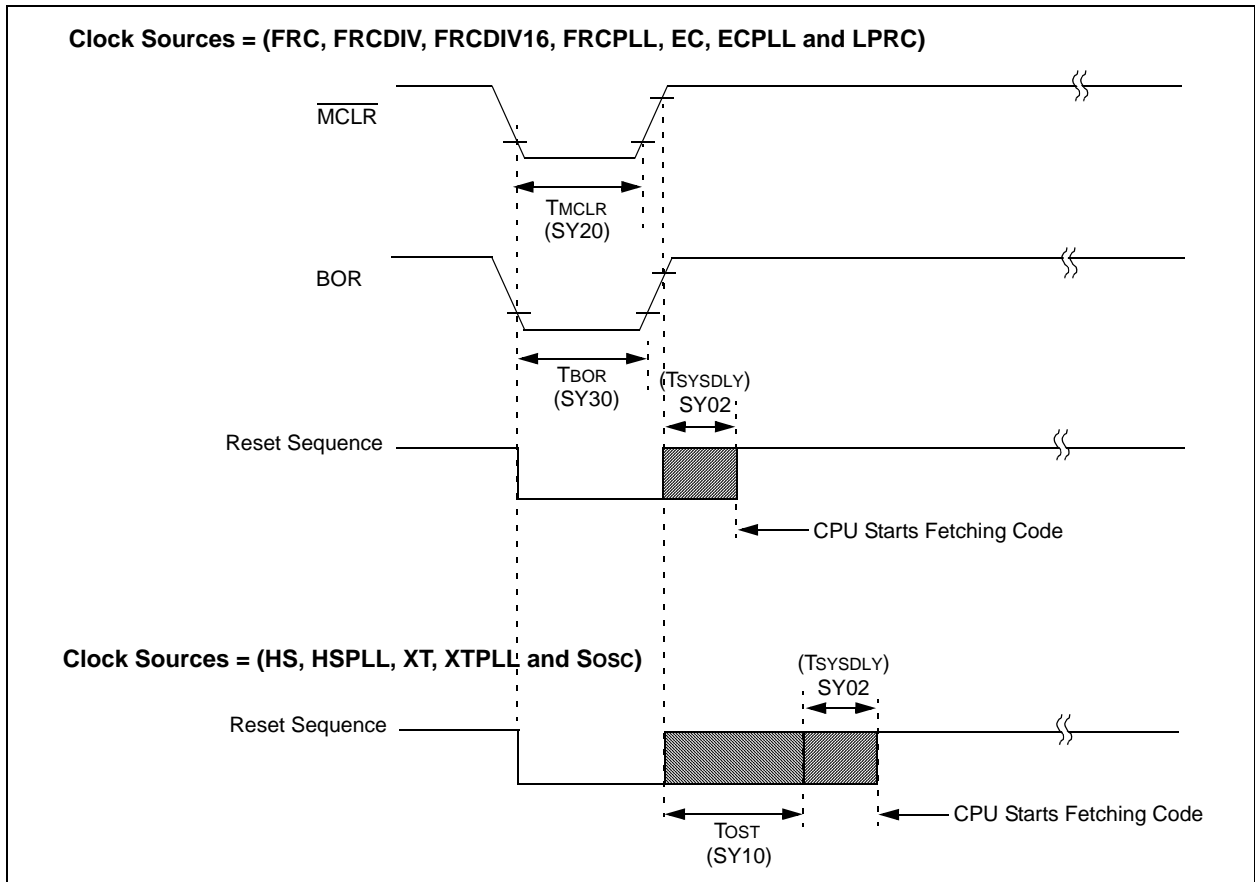 Clock Sources = (FRC, FRCDIV, FRCDIV16, FRCPLL, EC, ECPLL and LPRC)
MCLR
TMCLR
(SY20)
BOR
TBOR
(SY30)
(TSYSDLY)
SY02
Reset Sequence
CPU Starts Fetching Code
Clock Sources = (HS, HSPLL, XT, XTPLL and SOSC)
(TSYSDLY)
SY02
Reset Sequence
CPU Starts Fetching Code
TOST
(SY10)